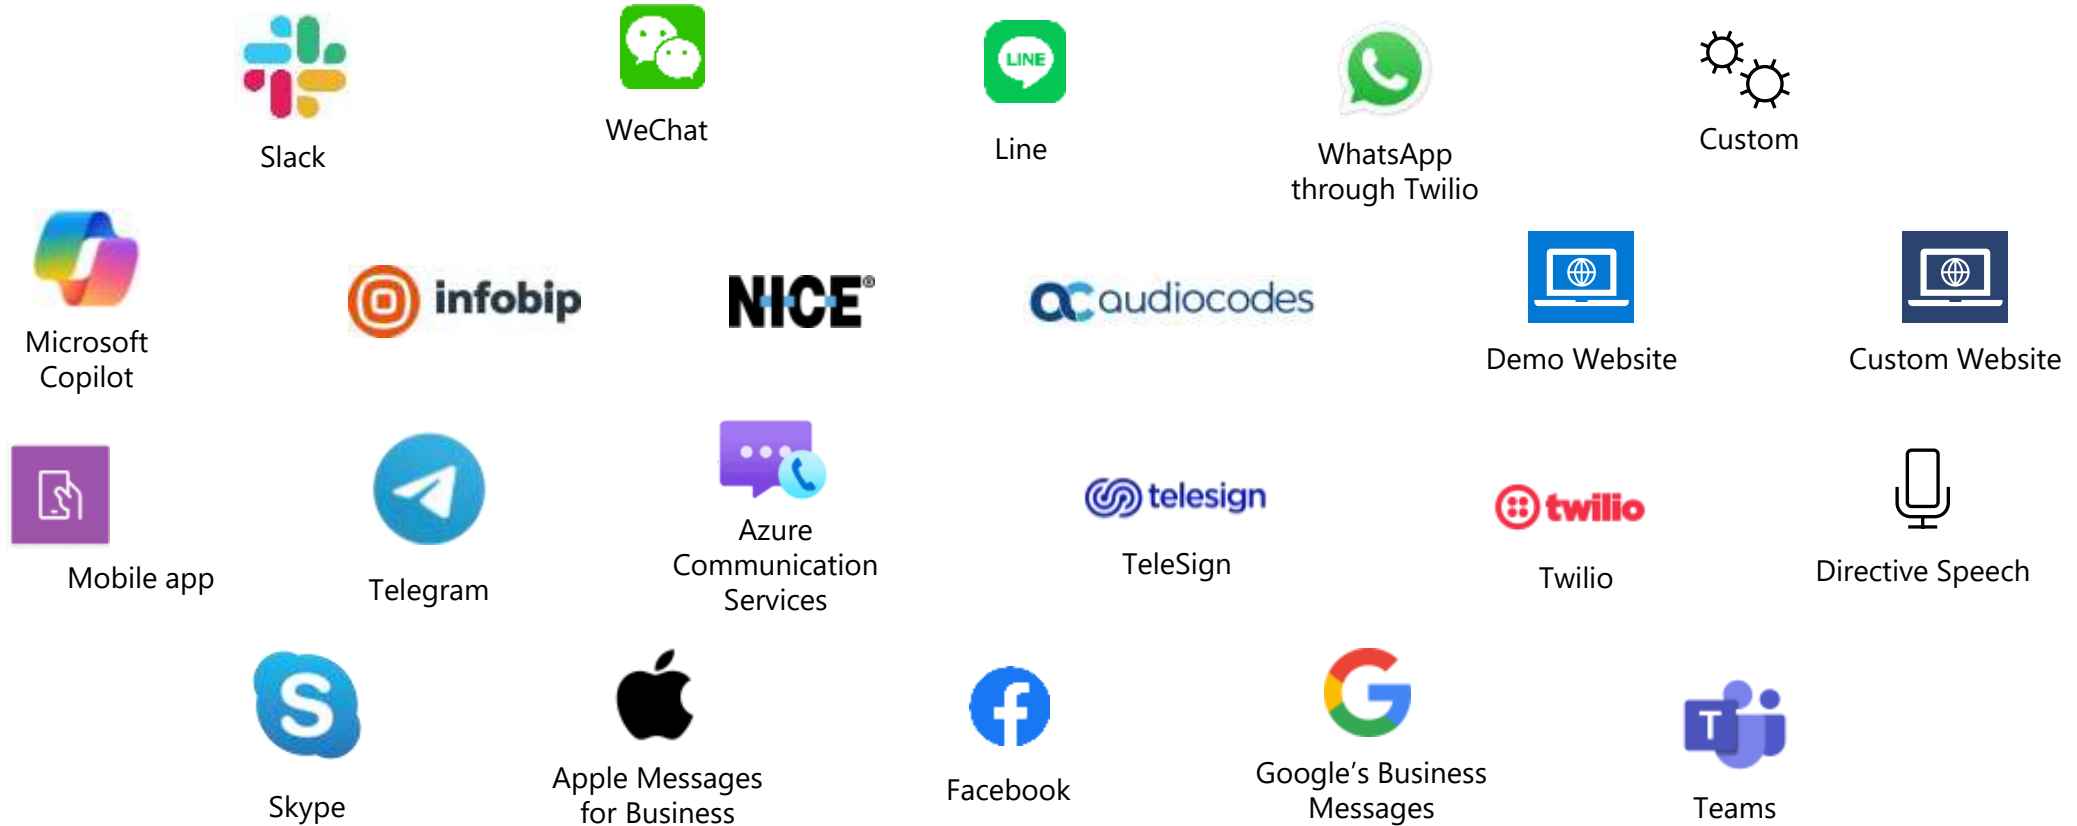 LINE
Slack
WeChat
Line
WhatsApp
through Twilio
Custom
infobip
NICE®
audiocodes
Microsoft
Copilot
Demo Website
Custom Website
telesign
twilio
Mobile app
Telegram
Azure
Communication
Services
TeleSign
Twilio
Directive Speech
S
T
Skype
Apple Messages
for Business
Facebook
Google’s Business
Messages
Teams